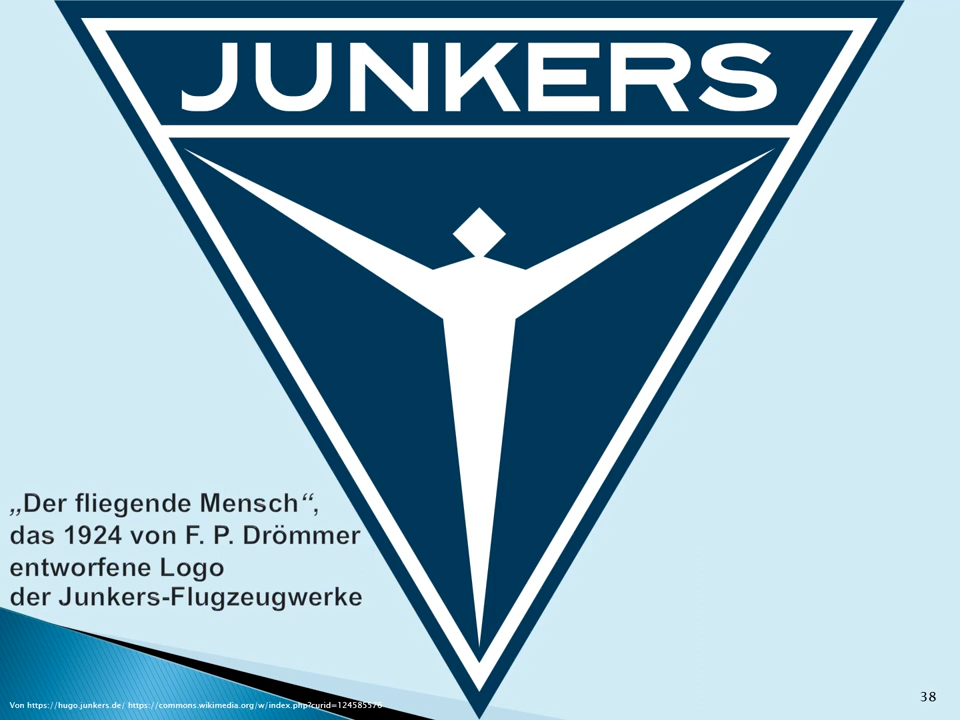 JUNKERS
„Der fliegende Mensch“,
das 1924 von F. P. Drömmer
entworfene Logo
der Junkers-Flugzeugwerke
Von https://hugo.junkers.de/ https://commons.wikimedia.org/w/index.php?curid=124585576
38